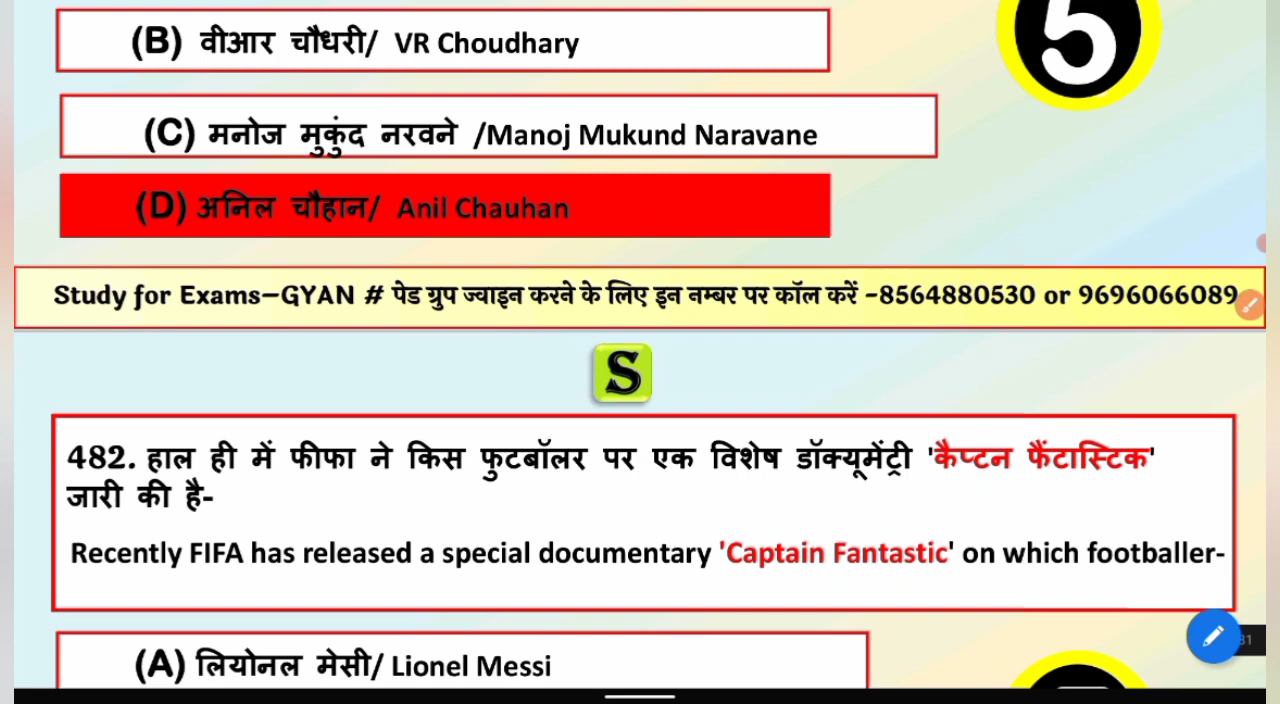 (B) वीआर चौधरी/ VR Choudhary
5
(C) मनोज मुकुंद नरवने /Manoj Mukund Naravane
(D) अनिल चौहान/ Anil Chauhan
Study for Exams–GYAN # पेड ग्रुप ज्वाइन करने के लिए इन नम्बर पर कॉल करें -8564880530 or 9696066089
S
482. हाल ही में फीफा ने किस फुटबॉलर पर एक विशेष डॉक्यूमेंट्री 'कैप्टन फैंटास्टिक'
जारी की है-
Recently FIFA has released a special documentary 'Captain Fantastic' on which footballer-
(A) लियोनल मेसी/ Lionel Messi